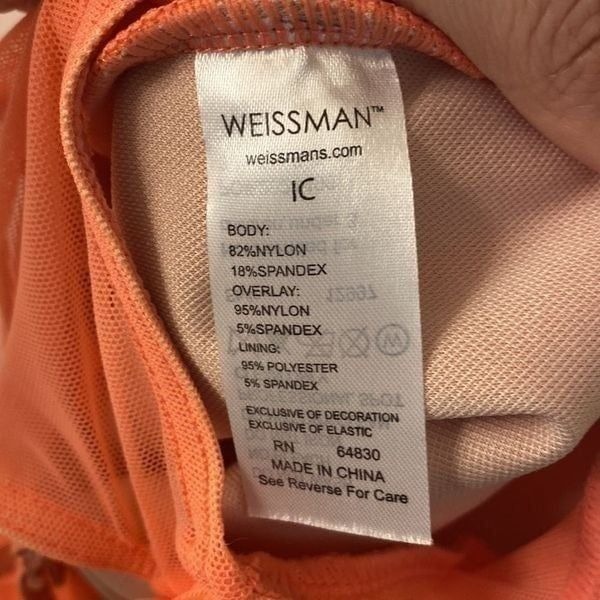 WEISSMAN™
weissmans.com
IC
BODY:
82%NYLON
18%SPANDEX
OVERLAY:
95%NYLON
5%SPANDEX
LINING:
95% POLYESTER
5% SPANDEX
EXCLUSIVE OF DECORATION
EXCLUSIVE OF ELASTIC
RN 64830
MADE IN CHINA
See Reverse For Care